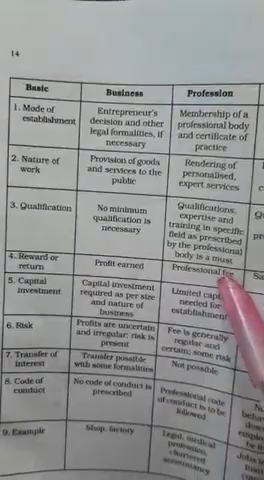 14
Basic Business Profession
1. Mode of establishment
Entrepreneur's
decision and other
legal formalities, if
necessary
Membership of a
professional body
and certificate of
practice
2. Nature of
work
Provision of goods
and services to the
public
Rendering of
personalised,
expert services
3. Qualification
No minimum
qualification is
necessary
Qualifications,
expertise and
training in specific
field as prescribed
by the professional
body is a must
4. Reward or
return
Profit earned
Professional fee
5. Capital
investment
Capital investment
required as per size
and nature of
business
Limited
needed for
establishment
6. Risk
Profits are uncertain
and irregular; risk is
present
Fee is generally
regular and
certain; some risk
7. Transfer of
interest
Transfer possible
with some formalities
Not possible
8. Code of
conduct
No code of conduct is
prescribed
Professional code
of conduct is to be
followed
9. Example
Shop, factory
Legal, medical
profession,
chartered
accountancy